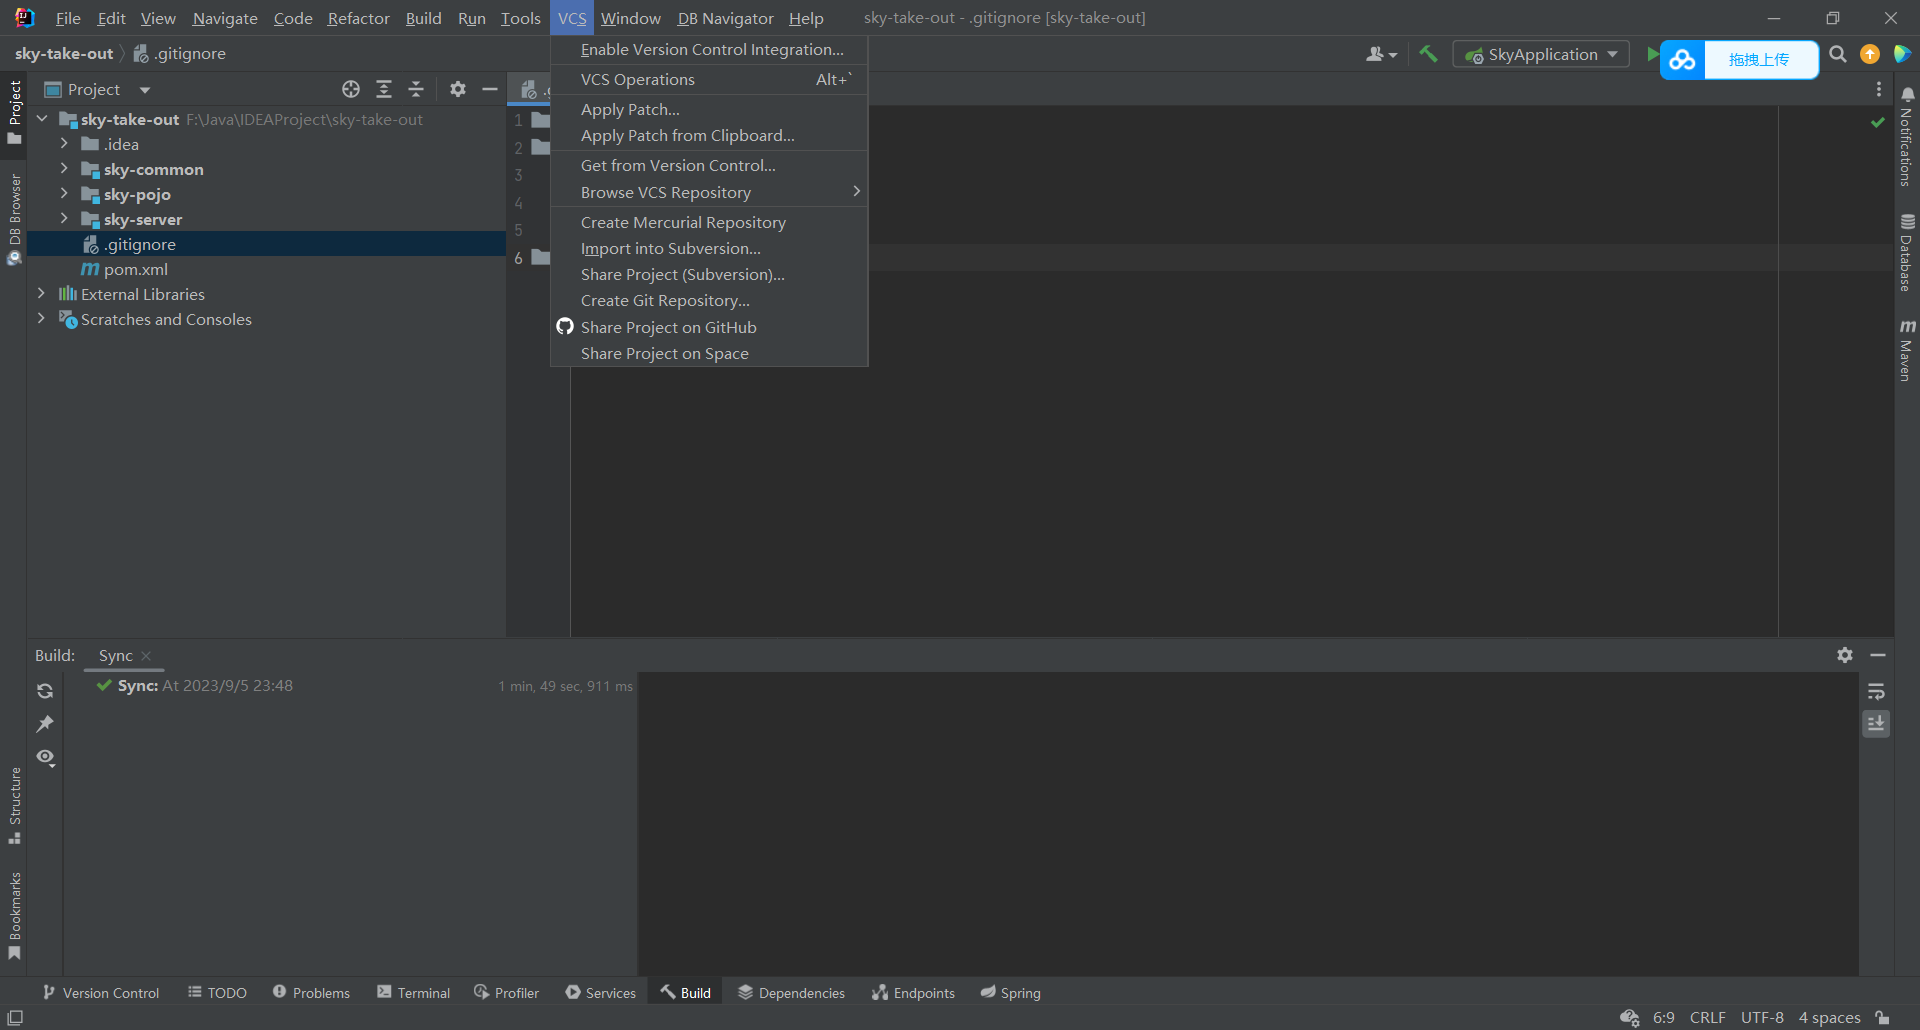 File Edit View Navigate Code Refactor Build Run Tools VCS Window DB Navigator Help sky-take-out - .gitignore [sky-take-out]
sky-take-out .gitignore SkyApplication 拖拽上传
Project
sky-take-out F:\Java\IDEAProject\sky-take-out
.idea
sky-common
sky-pojo
sky-server
.gitignore
pom.xml
External Libraries
Scratches and Consoles
1
2
3
4
5
6
Enable Version Control Integration...
VCS Operations Alt+`
Apply Patch...
Apply Patch from Clipboard...
Get from Version Control...
Browse VCS Repository
Create Mercurial Repository
Import into Subversion...
Share Project (Subversion)...
Create Git Repository...
Share Project on GitHub
Share Project on Space
Project
DB Browser
Structure
Bookmarks
Notifications
Database
m Maven
Build: Sync
Sync: At 2023/9/5 23:48 1 min, 49 sec, 911 ms
Version Control TODO Problems Terminal Profiler Services Build Dependencies Endpoints Spring
6:9 CRLF UTF-8 4 spaces